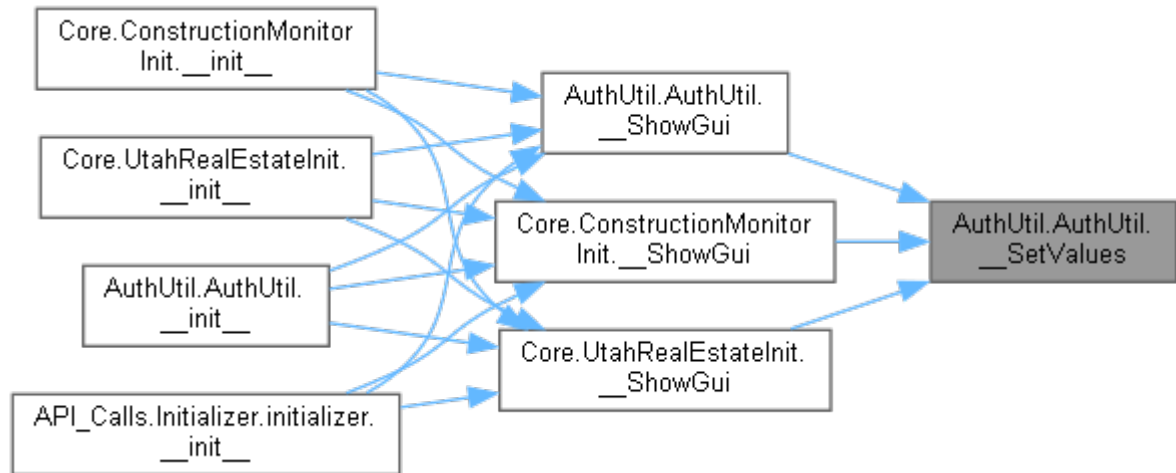 Core.ConstructionMonitor
Init.__init__
Core.UtahRealEstateInit.
__init__
AuthUtil.AuthUtil.
__init__
API_Calls.Initializer.initializer.
__init__
AuthUtil.AuthUtil.
__ShowGui
Core.ConstructionMonitor
Init.__ShowGui
Core.UtahRealEstateInit.
__ShowGui
AuthUtil.AuthUtil.
__SetValues